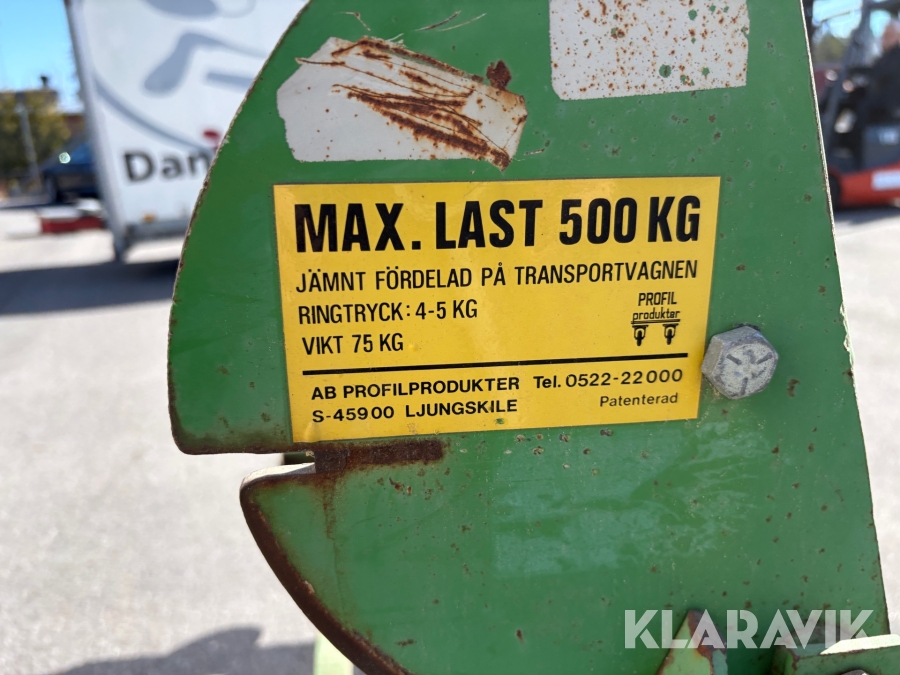 Dan
MAX. LAST 500 KG
JÄMNT FÖRDELAD PÅ TRANSPORTVAGNEN
RINGTRYCK: 4-5 KG
VIKT 75 KG
PROFIL
produkter
AB PROFILPRODUKTER Tel. 0522-22000
S-45900 LJUNGSKILE
Patenterad
KLARAVIK